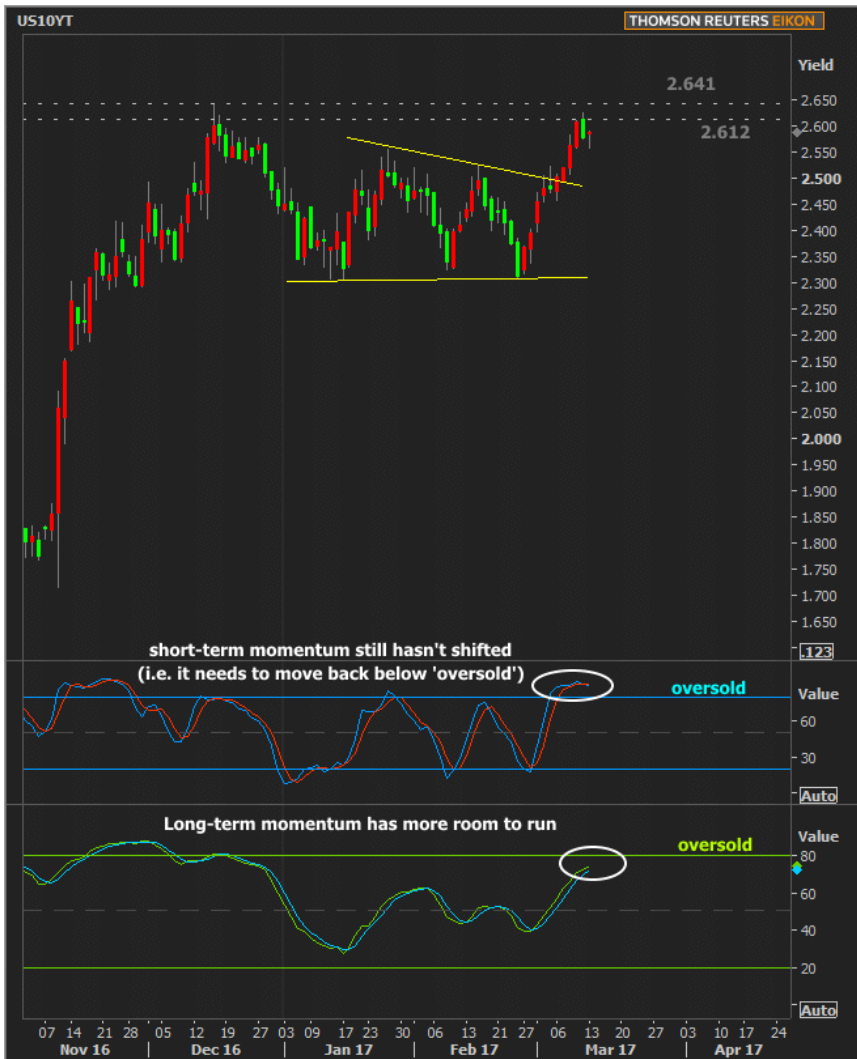 US10YT
THOMSON REUTERS EIKON
Yield
2.641
2.650
2.612
2.600
2.550
2.500
2.450
2.400
2.350
2.300
2.250
2.200
2.150
2.100
2.050
2.000
1.950
1.900
1.850
1.800
1.750
1.700
1.650
.123
short-term momentum still hasn't shifted
(i.e. it needs to move back below 'oversold')
oversold
Value
60
30
Auto
Long-term momentum has more room to run
oversold
Value
80
60
40
20
Auto
07 14 21 28 05 12 19 27 03 09 17 23 30 06 13 21 27 06 13 20 27 03 10 17 24
Nov 16 Dec 16 Jan 17 Feb 17 Mar 17 Apr 17